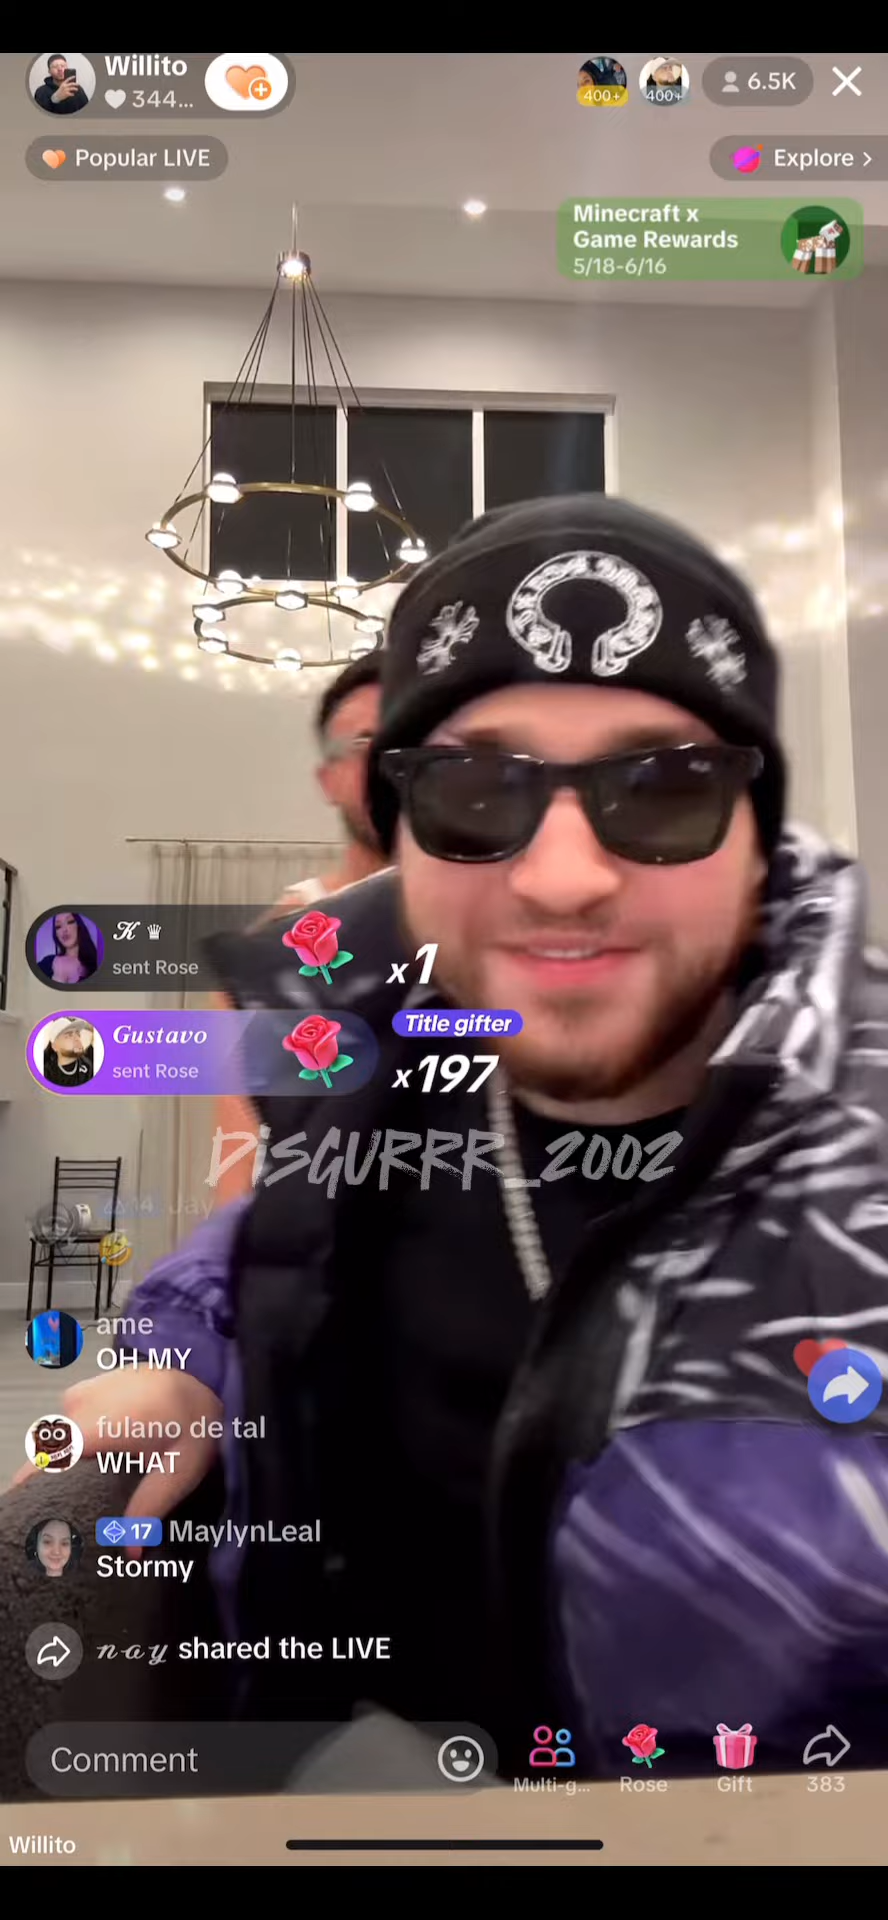 Willito
344...
400+
400+
6.5K
Popular LIVE
Explore >
Minecraft x
Game Rewards
5/18-6/16
K ♛
sent Rose
x1
Gustavo
sent Rose
Title gifter
x197
DISGURRR_2002
Jay
🤣
ame
OH MY
fulano de tal
WHAT
17 MaylynLeal
Stormy
nay shared the LIVE
Comment
Multi-g...
Rose
Gift
383
Willito